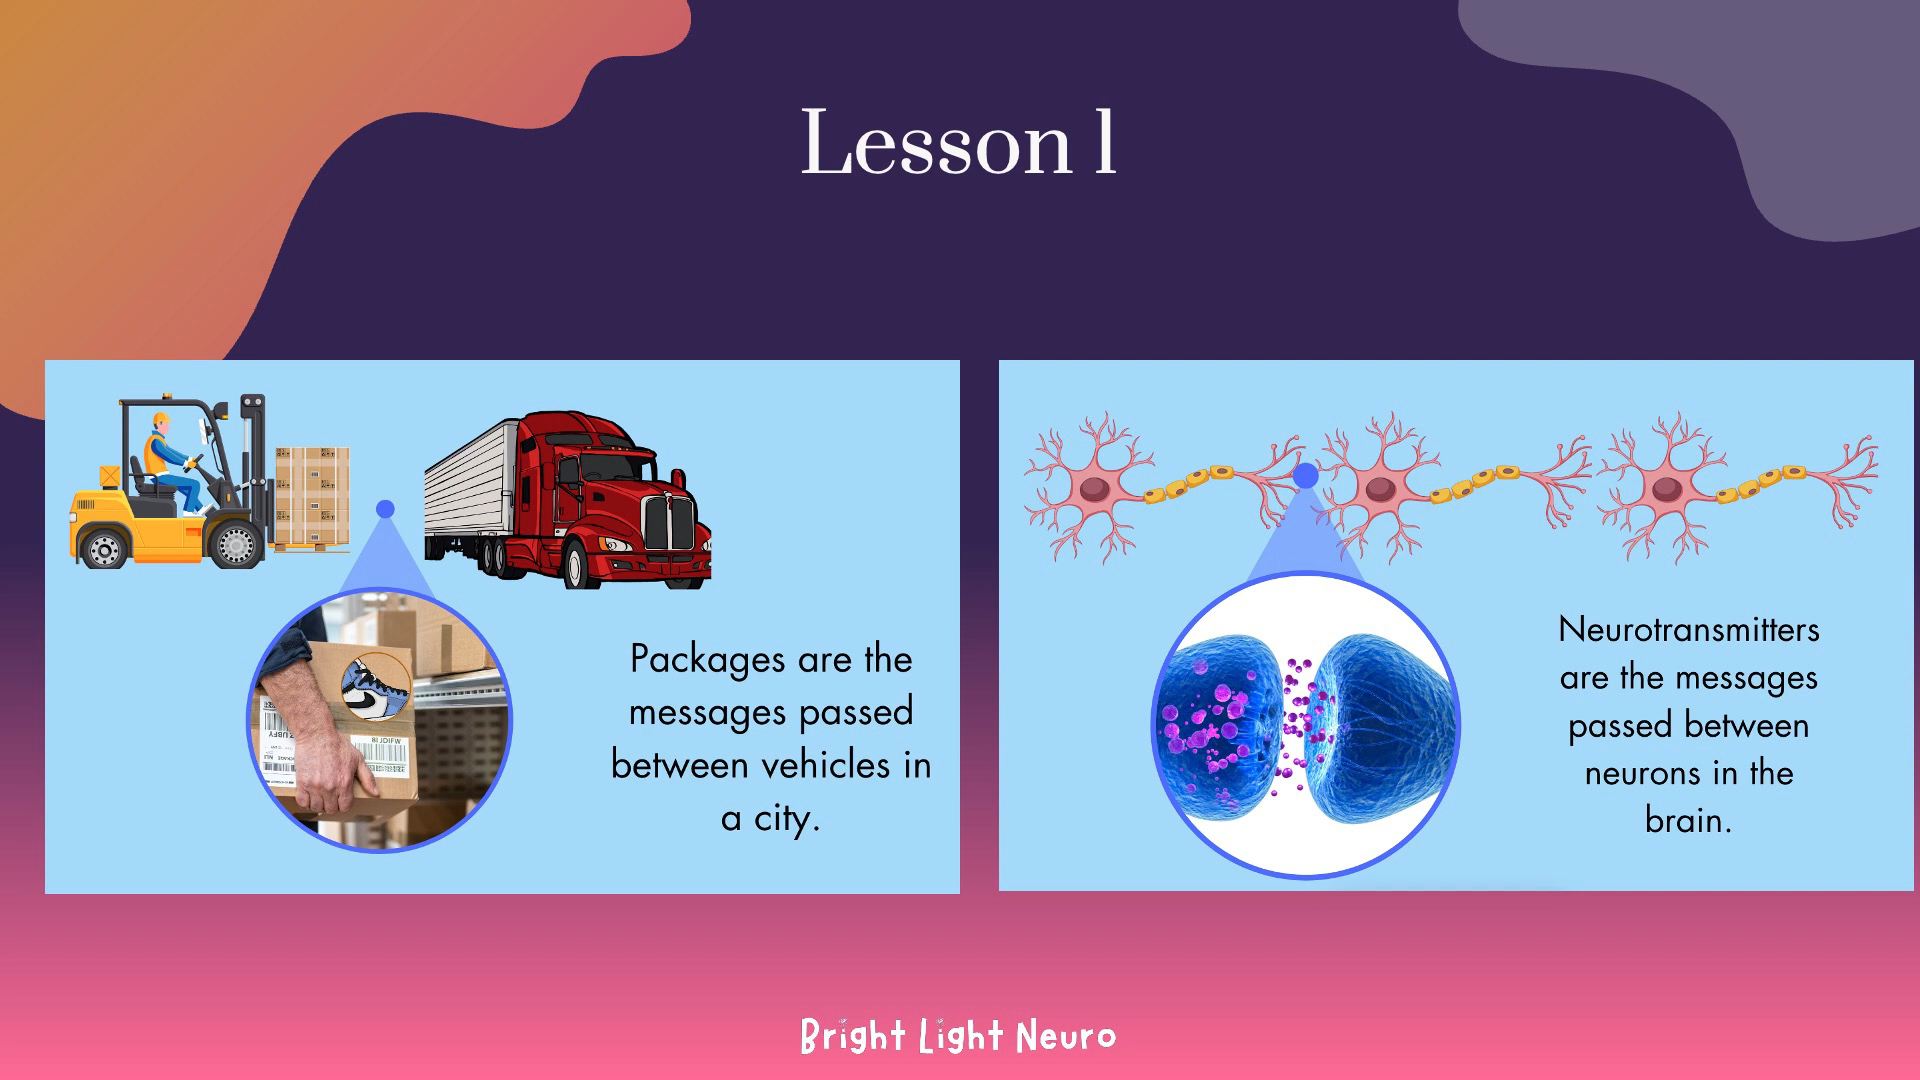 Lesson 1
Packages are the
messages passed
between vehicles in
a city.
Neurotransmitters
are the messages
passed between
neurons in the
brain.
Bright Light Neuro